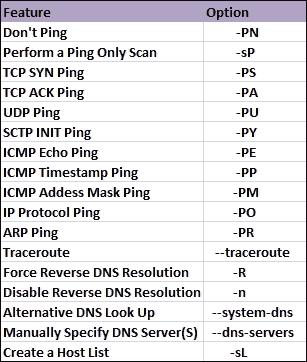 Feature Option
Don't Ping -PN
Perform a Ping Only Scan -sP
TCP SYN Ping -PS
TCP ACK Ping -PA
UDP Ping -PU
SCTP INIT Ping -PY
ICMP Echo Ping -PE
ICMP Timestamp Ping -PP
ICMP Addess Mask Ping -PM
IP Protocol Ping -PO
ARP Ping -PR
Traceroute --traceroute
Force Reverse DNS Resolution -R
Disable Reverse DNS Resolution -n
Alternative DNS Look Up --system-dns
Manually Specify DNS Server(S) --dns-servers
Create a Host List -sL